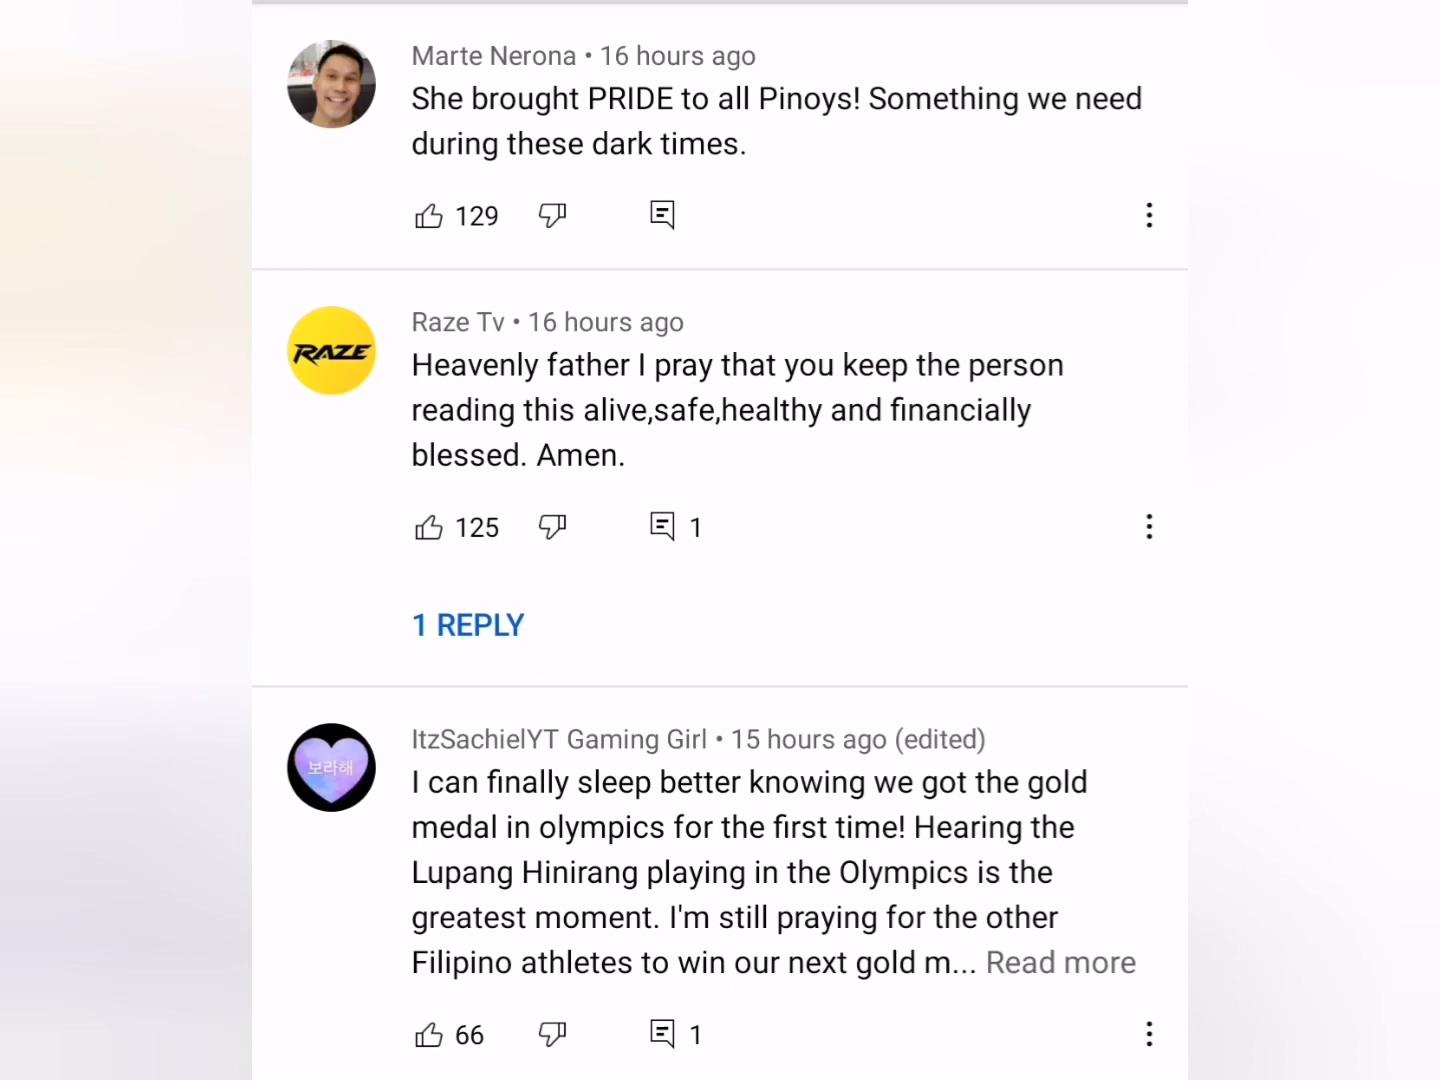 Marte Nerona • 16 hours ago
She brought PRIDE to all Pinoys! Something we need
during these dark times.
129
RAZE
Raze Tv • 16 hours ago
Heavenly father I pray that you keep the person
reading this alive,safe,healthy and financially
blessed. Amen.
125 1
1 REPLY
보라해
ItzSachielYT Gaming Girl • 15 hours ago (edited)
I can finally sleep better knowing we got the gold
medal in olympics for the first time! Hearing the
Lupang Hinirang playing in the Olympics is the
greatest moment. I'm still praying for the other
Filipino athletes to win our next gold m... Read more
66 1